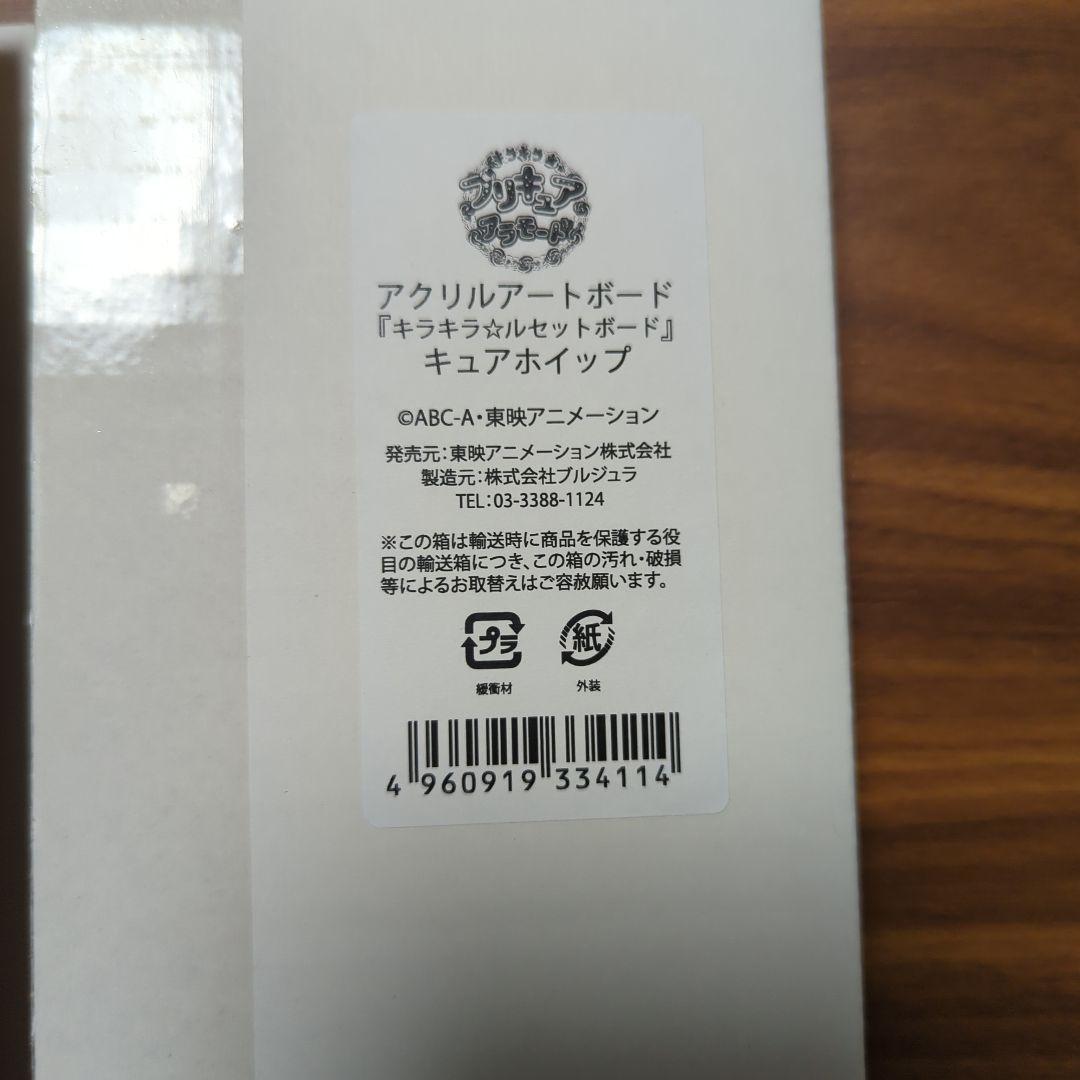 キラキラ☆
プリキュア
アラモード
アクリルアートボード
『キラキラ☆ルセットボード』
キュアホイップ
©ABC-A・東映アニメーション
発売元：東映アニメーション株式会社
製造元：株式会社ブルジュラ
TEL：03-3388-1124
※この箱は輸送時に商品を保護する役
目の輸送箱につき、この箱の汚れ・破損
等によるお取替えはご容赦願います。
プラ 紙
緩衝材 外装
4 960919 334114